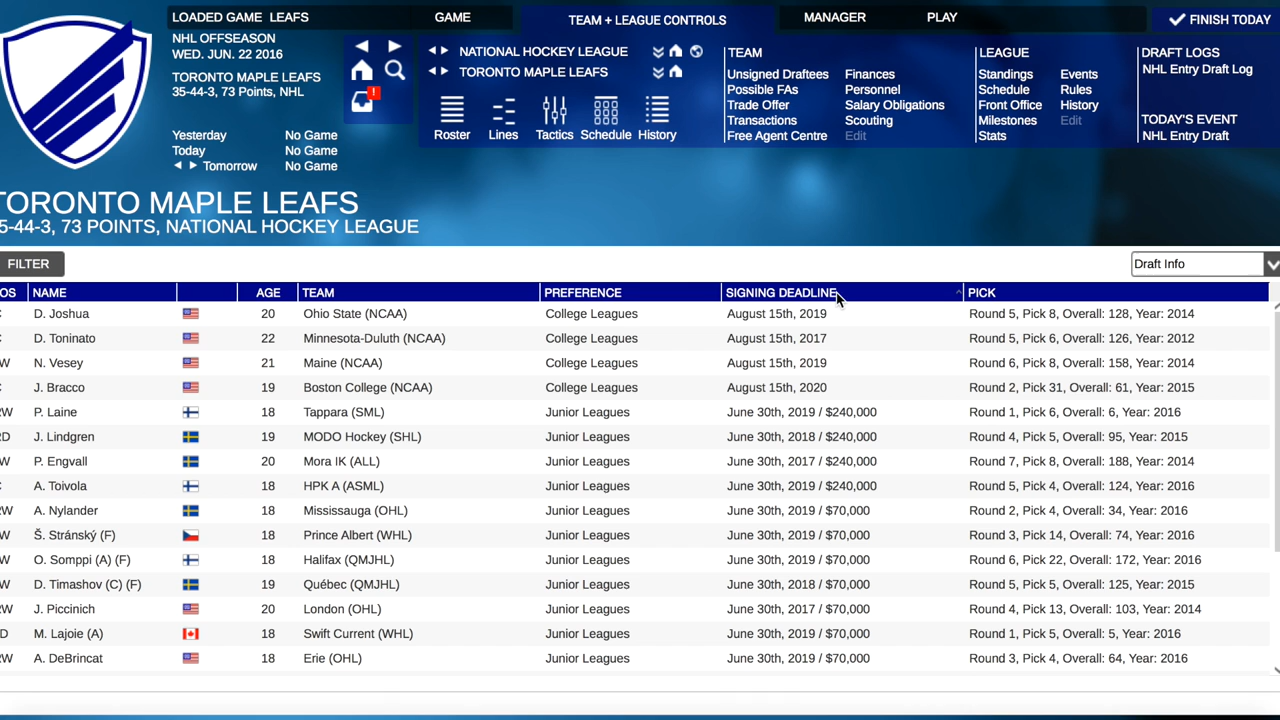 LOADED GAME LEAFS GAME TEAM + LEAGUE CONTROLS MANAGER PLAY FINISH TODAY
NHL OFFSEASON
WED. JUN. 22 2016
TORONTO MAPLE LEAFS
35-44-3, 73 Points, NHL
Yesterday No Game
Today No Game
Tomorrow No Game
!
NATIONAL HOCKEY LEAGUE
TORONTO MAPLE LEAFS
Roster Lines Tactics Schedule History
TEAM
Unsigned Draftees Finances
Possible FAs Personnel
Trade Offer Salary Obligations
Transactions Scouting
Free Agent Centre Edit
LEAGUE
Standings Events
Schedule Rules
Front Office History
Milestones Edit
Stats
DRAFT LOGS
NHL Entry Draft Log
TODAY'S EVENT
NHL Entry Draft
TORONTO MAPLE LEAFS
5-44-3, 73 POINTS, NATIONAL HOCKEY LEAGUE
FILTER Draft Info
OS NAME AGE TEAM PREFERENCE SIGNING DEADLINE PICK
C D. Joshua 20 Ohio State (NCAA) College Leagues August 15th, 2019 Round 5, Pick 8, Overall: 128, Year: 2014
C D. Toninato 22 Minnesota-Duluth (NCAA) College Leagues August 15th, 2017 Round 5, Pick 6, Overall: 126, Year: 2012
W N. Vesey 21 Maine (NCAA) College Leagues August 15th, 2019 Round 6, Pick 8, Overall: 158, Year: 2014
C J. Bracco 19 Boston College (NCAA) College Leagues August 15th, 2020 Round 2, Pick 31, Overall: 61, Year: 2015
RW P. Laine 18 Tappara (SML) Junior Leagues June 30th, 2019 / $240,000 Round 1, Pick 6, Overall: 6, Year: 2016
RD J. Lindgren 19 MODO Hockey (SHL) Junior Leagues June 30th, 2018 / $240,000 Round 4, Pick 5, Overall: 95, Year: 2015
W P. Engvall 20 Mora IK (ALL) Junior Leagues June 30th, 2017 / $240,000 Round 7, Pick 8, Overall: 188, Year: 2014
C A. Toivola 18 HPK A (ASML) Junior Leagues June 30th, 2019 / $240,000 Round 5, Pick 4, Overall: 124, Year: 2016
RW A. Nylander 18 Mississauga (OHL) Junior Leagues June 30th, 2019 / $70,000 Round 2, Pick 4, Overall: 34, Year: 2016
W Š. Stránský (F) 18 Prince Albert (WHL) Junior Leagues June 30th, 2019 / $70,000 Round 3, Pick 14, Overall: 74, Year: 2016
W O. Somppi (A) (F) 18 Halifax (QMJHL) Junior Leagues June 30th, 2019 / $70,000 Round 6, Pick 22, Overall: 172, Year: 2016
W D. Timashov (C) (F) 19 Québec (QMJHL) Junior Leagues June 30th, 2018 / $70,000 Round 5, Pick 5, Overall: 125, Year: 2015
RW J. Piccinich 20 London (OHL) Junior Leagues June 30th, 2017 / $70,000 Round 4, Pick 13, Overall: 103, Year: 2014
D M. Lajoie (A) 18 Swift Current (WHL) Junior Leagues June 30th, 2019 / $70,000 Round 1, Pick 5, Overall: 5, Year: 2016
RW A. DeBrincat 18 Erie (OHL) Junior Leagues June 30th, 2019 / $70,000 Round 3, Pick 4, Overall: 64, Year: 2016